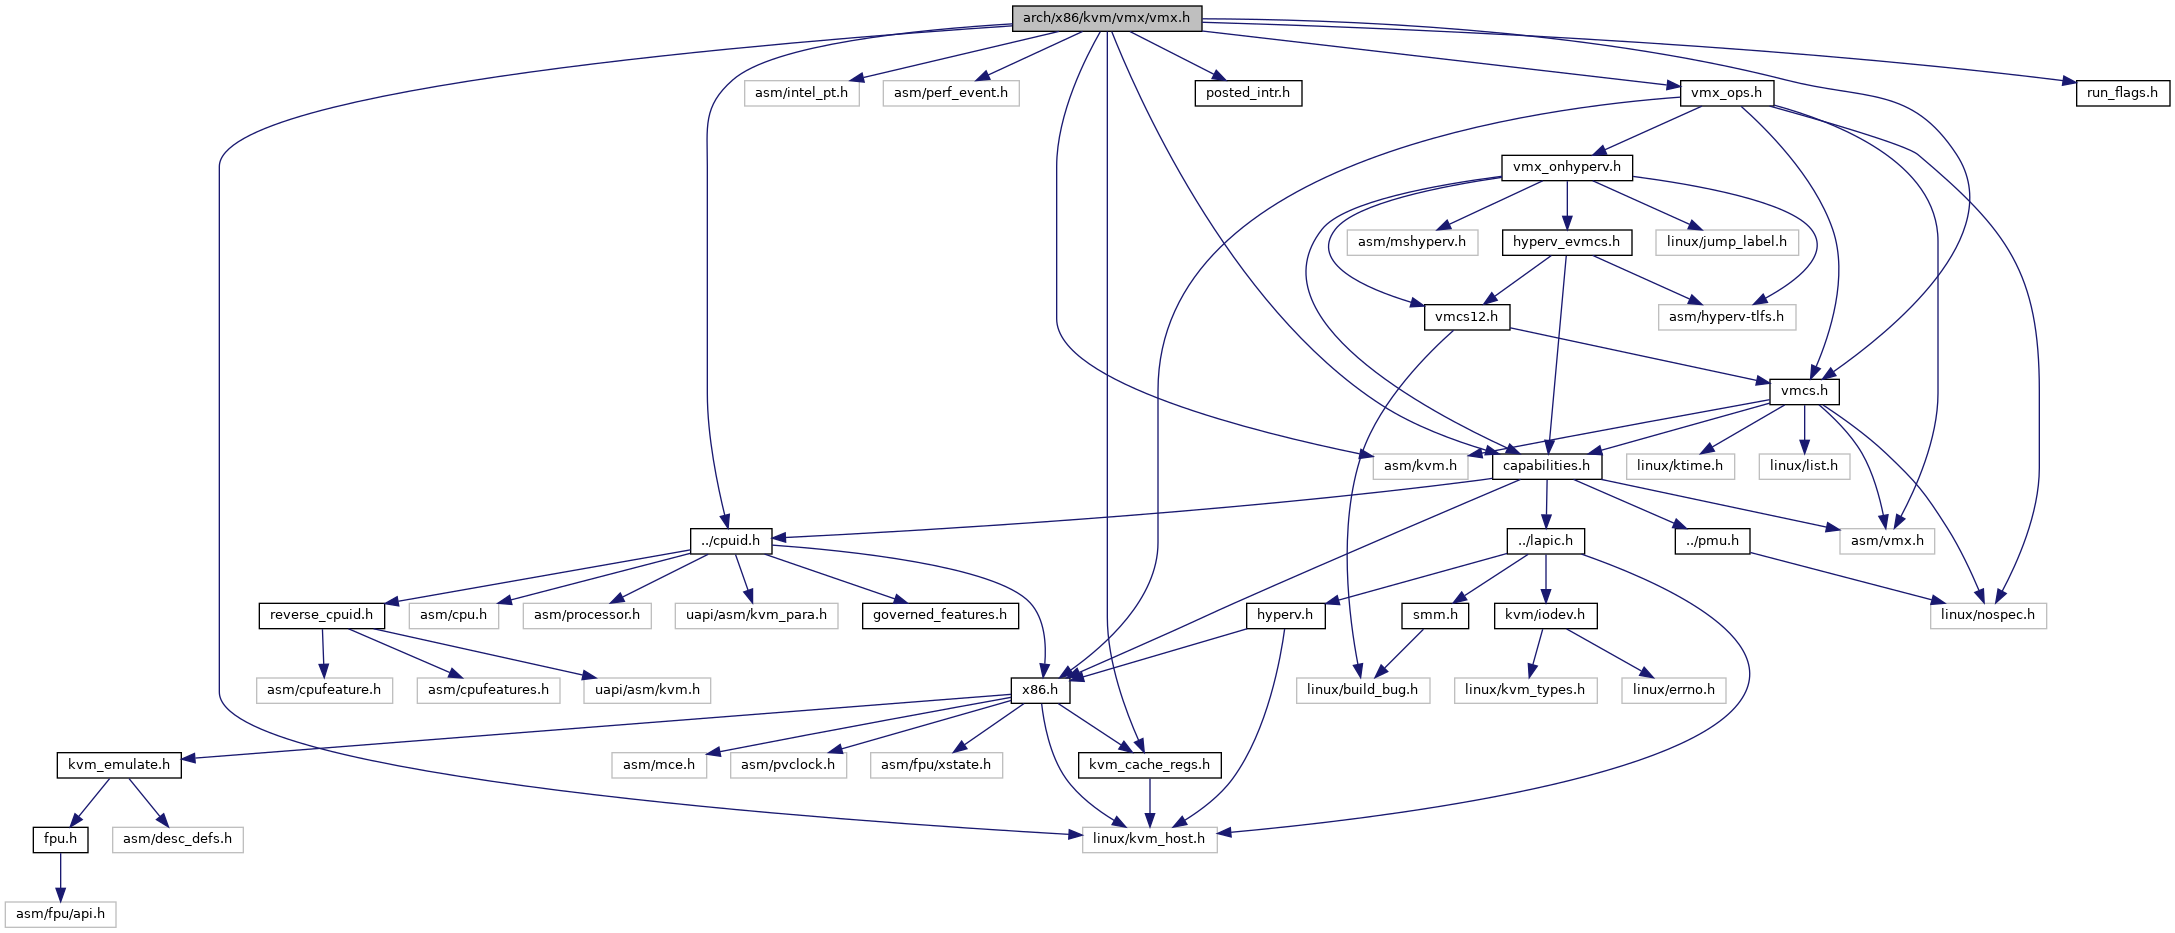 arch/x86/kvm/vmx/vmx.h
asm/intel_pt.h
asm/perf_event.h
posted_intr.h
vmx_ops.h
run_flags.h
vmx_onhyperv.h
asm/mshyperv.h
hyperv_evmcs.h
linux/jump_label.h
vmcs12.h
asm/hyperv-tlfs.h
vmcs.h
asm/kvm.h
capabilities.h
linux/ktime.h
linux/list.h
../cpuid.h
../lapic.h
../pmu.h
asm/vmx.h
reverse_cpuid.h
asm/cpu.h
asm/processor.h
uapi/asm/kvm_para.h
governed_features.h
hyperv.h
smm.h
kvm/iodev.h
linux/nospec.h
asm/cpufeature.h
asm/cpufeatures.h
uapi/asm/kvm.h
x86.h
linux/build_bug.h
linux/kvm_types.h
linux/errno.h
kvm_emulate.h
asm/mce.h
asm/pvclock.h
asm/fpu/xstate.h
kvm_cache_regs.h
fpu.h
asm/desc_defs.h
linux/kvm_host.h
asm/fpu/api.h